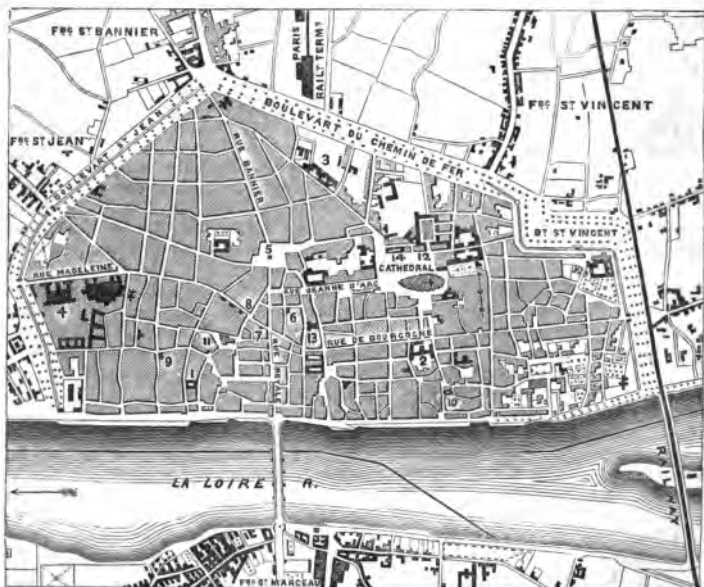 FBG ST BANNIER
PARIS
RAILY TERMS
FBG ST VINCENT
FBG ST JEAN
BOULEVART ST JEAN
BOULEVART DU CHEMIN DE FER
RUE BANNIER
3
BT ST VINCENT
5
14 12
CATHEDRAL
RUE MADELEINE
RUE JEANNE D'ARC
4
8
6
7
13
RUE DE BOURGOGNE
11
2
9
1
RUE ROYALE
10
LA LOIRE R.
RAILWAY
FBG ST MARCEAU